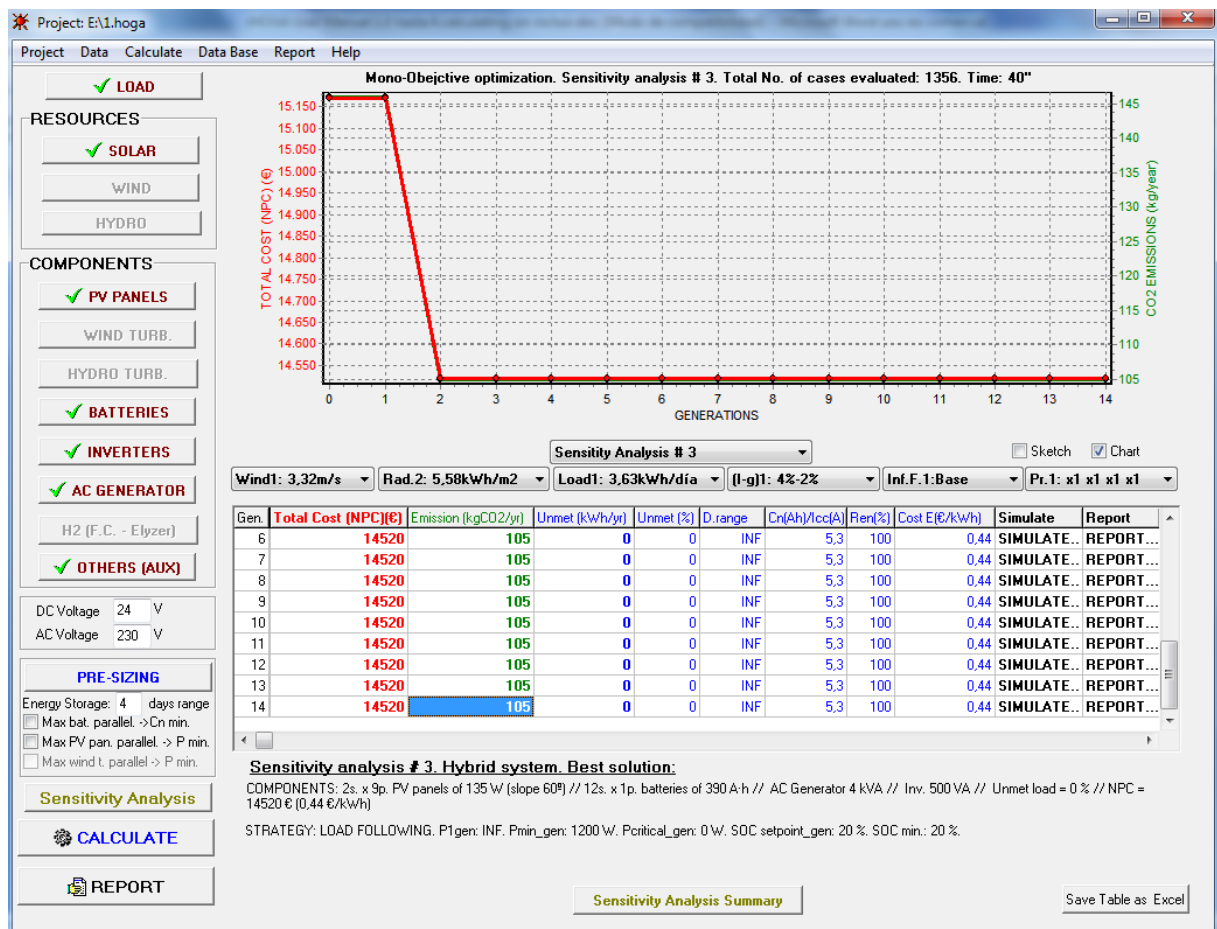 Project: E:\1.hoga
Project Data Calculate Data Base Report Help
LOAD
RESOURCES
SOLAR
WIND
HYDRO
COMPONENTS
PV PANELS
WIND TURB.
HYDRO TURB.
BATTERIES
INVERTERS
AC GENERATOR
H2 (F.C. - Elyzer)
OTHERS (AUX)
DC Voltage 24 V
AC Voltage 230 V
PRE-SIZING
Energy Storage: 4 days range
Max bat. parallel. ->Cn min.
Max PV pan. parallel. -> P min.
Max wind t. parallel -> P min.
Sensitivity Analysis
CALCULATE
REPORT
Mono-Obejctive optimization. Sensitivity analysis # 3. Total No. of cases evaluated: 1356. Time: 40"
TOTAL COST (NPC) (€)
15.150
15.100
15.050
15.000
14.950
14.900
14.850
14.800
14.750
14.700
14.650
14.600
14.550
145
140
135
130
125
120
115
110
105
CO2 EMISSIONS (kg/year)
0 1 2 3 4 5 6 7 8 9 10 11 12 13 14
GENERATIONS
Sensitity Analysis # 3
Sketch Chart
Wind1: 3,32m/s Rad.2: 5,58kWh/m2 Load1: 3,63kWh/día (I-g)1: 4%-2% Inf.F.1:Base Pr.1: x1 x1 x1 x1
Gen. Total Cost (NPC)(€) Emission (kgCO2/yr) Unmet (kWh/yr) Unmet (%) D.range Cn(Ah)/Icc(A) Ren(%) Cost E(€/kWh) Simulate Report
6 14520 105 0 0 INF 5,3 100 0,44 SIMULATE.. REPORT...
7 14520 105 0 0 INF 5,3 100 0,44 SIMULATE.. REPORT...
8 14520 105 0 0 INF 5,3 100 0,44 SIMULATE.. REPORT...
9 14520 105 0 0 INF 5,3 100 0,44 SIMULATE.. REPORT...
10 14520 105 0 0 INF 5,3 100 0,44 SIMULATE.. REPORT...
11 14520 105 0 0 INF 5,3 100 0,44 SIMULATE.. REPORT...
12 14520 105 0 0 INF 5,3 100 0,44 SIMULATE.. REPORT...
13 14520 105 0 0 INF 5,3 100 0,44 SIMULATE.. REPORT...
14 14520 105 0 0 INF 5,3 100 0,44 SIMULATE.. REPORT...
Sensitivity analysis # 3. Hybrid system. Best solution:
COMPONENTS: 2s. x 9p. PV panels of 135 W (slope 60º) // 12s. x 1p. batteries of 390 A·h // AC Generator 4 kVA // Inv. 500 VA // Unmet load = 0 % // NPC =
14520 € (0,44 €/kWh)
STRATEGY: LOAD FOLLOWING. P1gen: INF. Pmin_gen: 1200 W. Pcritical_gen: 0 W. SOC setpoint_gen: 20 %. SOC min.: 20 %.
Sensitivity Analysis Summary
Save Table as Excel